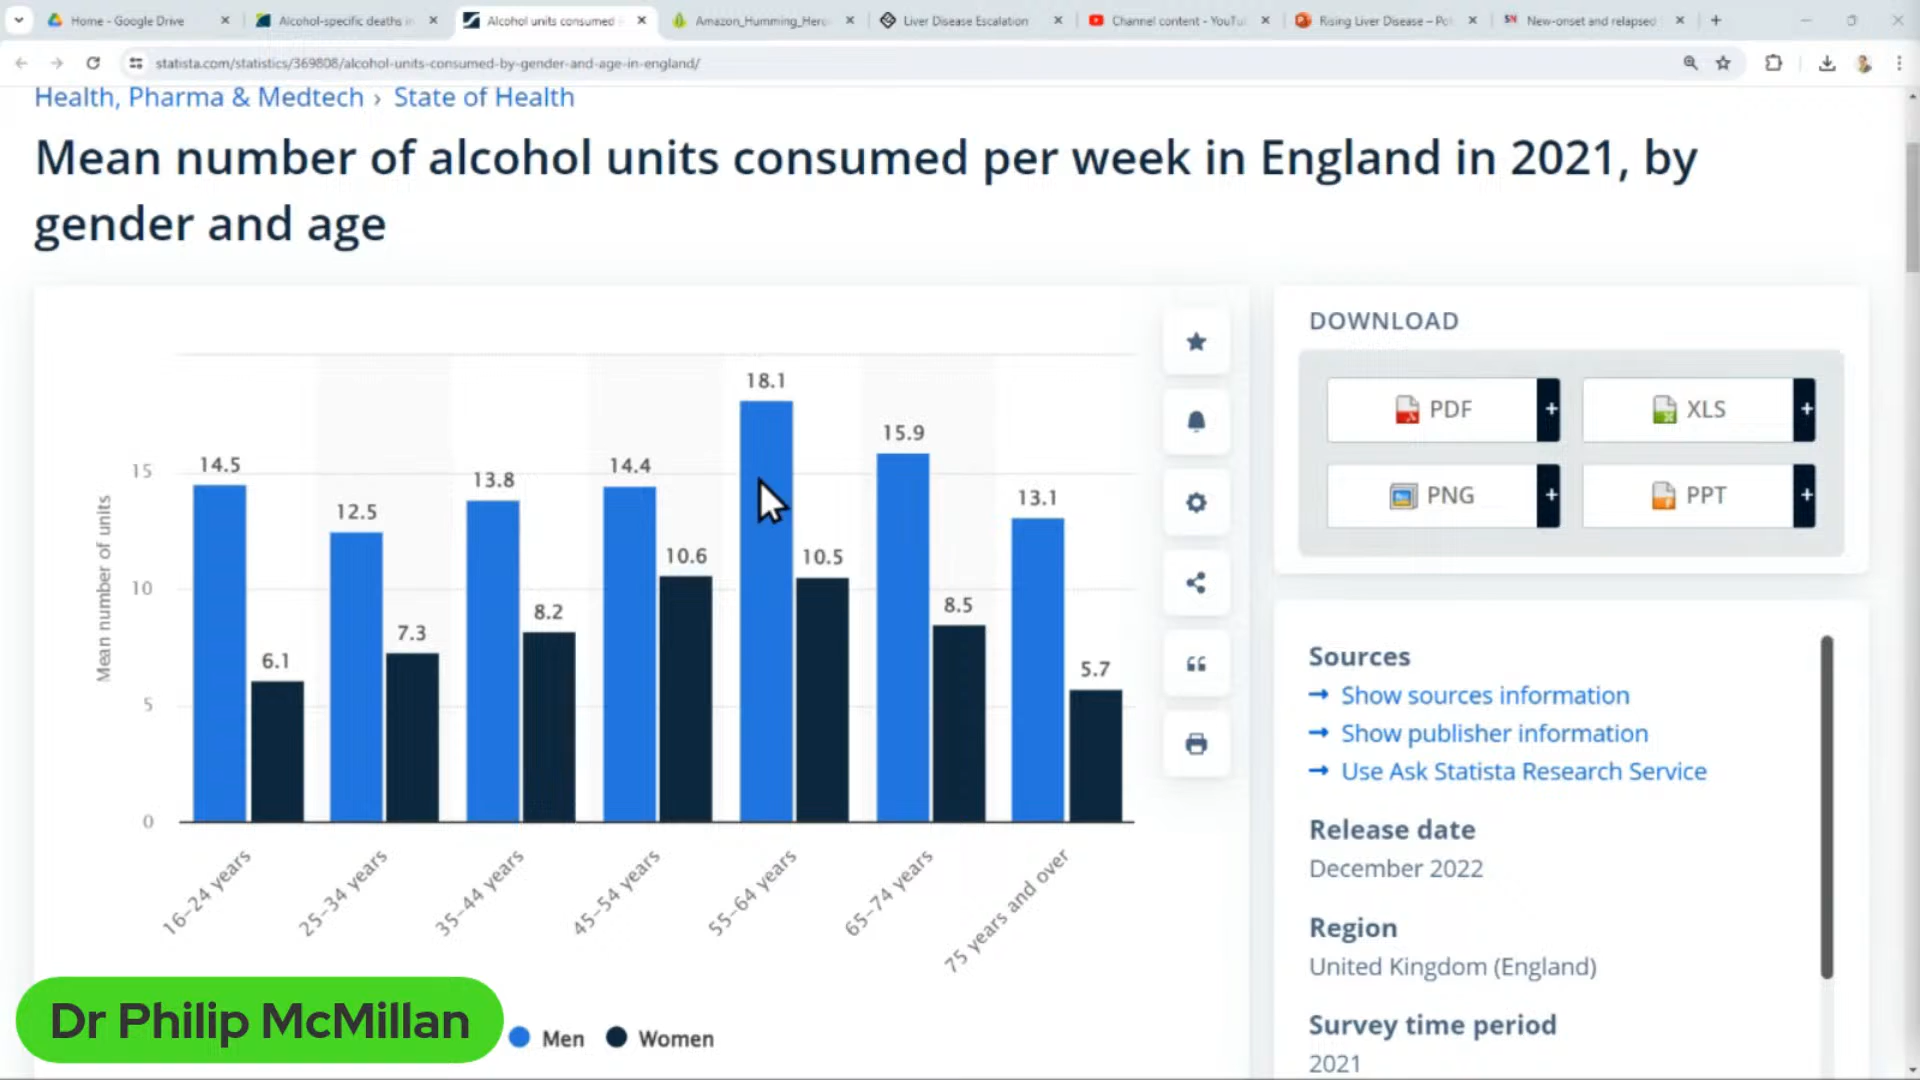 Home - Google Drive
Alcohol-specific deaths in
Alcohol units consumed
Amazon_Humming_Hero
Liver Disease Escalation
Channel content - YouTu
Rising Liver Disease – Po
SN New-onset and relapsed
statista.com/statistics/369808/alcohol-units-consumed-by-gender-and-age-in-england/
Health, Pharma & Medtech › State of Health
Mean number of alcohol units consumed per week in England in 2021, by
gender and age
Mean number of units
15
10
5
0
14.5
6.1
12.5
7.3
13.8
8.2
14.4
10.6
18.1
10.5
15.9
8.5
13.1
5.7
16–24 years
25–34 years
35–44 years
45–54 years
55–64 years
65–74 years
75 years and over
Men Women
Dr Philip McMillan
DOWNLOAD
PDF +
XLS +
PNG +
PPT +
Sources
→ Show sources information
→ Show publisher information
→ Use Ask Statista Research Service
Release date
December 2022
Region
United Kingdom (England)
Survey time period
2021